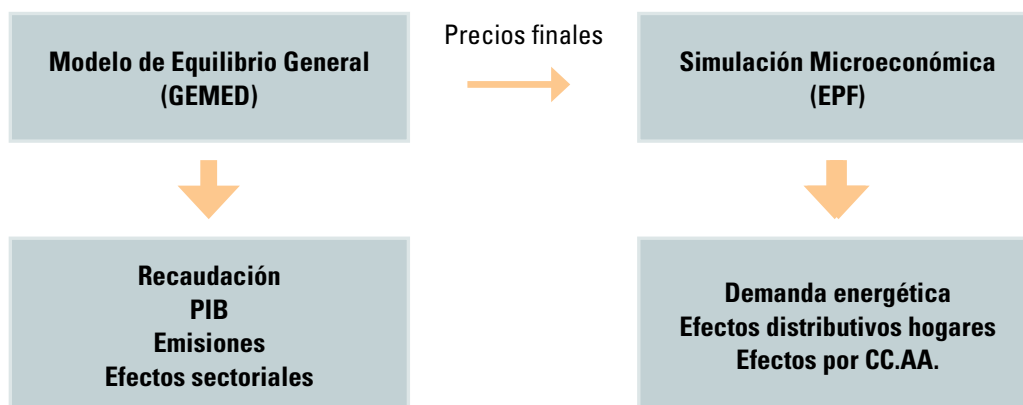 Modelo de Equilibrio General
(GEMED)
Precios finales
Simulación Microeconómica
(EPF)
Recaudación
PIB
Emisiones
Efectos sectoriales
Demanda energética
Efectos distributivos hogares
Efectos por CC.AA.